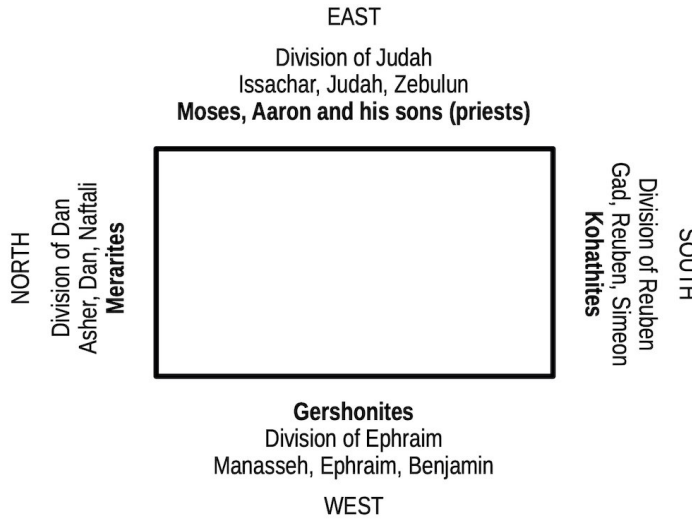 EAST
Division of Judah
Issachar, Judah, Zebulun
Moses, Aaron and his sons (priests)
NORTH
Division of Dan
Asher, Dan, Naftali
Merarites
SOUTH
Division of Reuben
Gad, Reuben, Simeon
Kohathites
Gershonites
Division of Ephraim
Manasseh, Ephraim, Benjamin
WEST